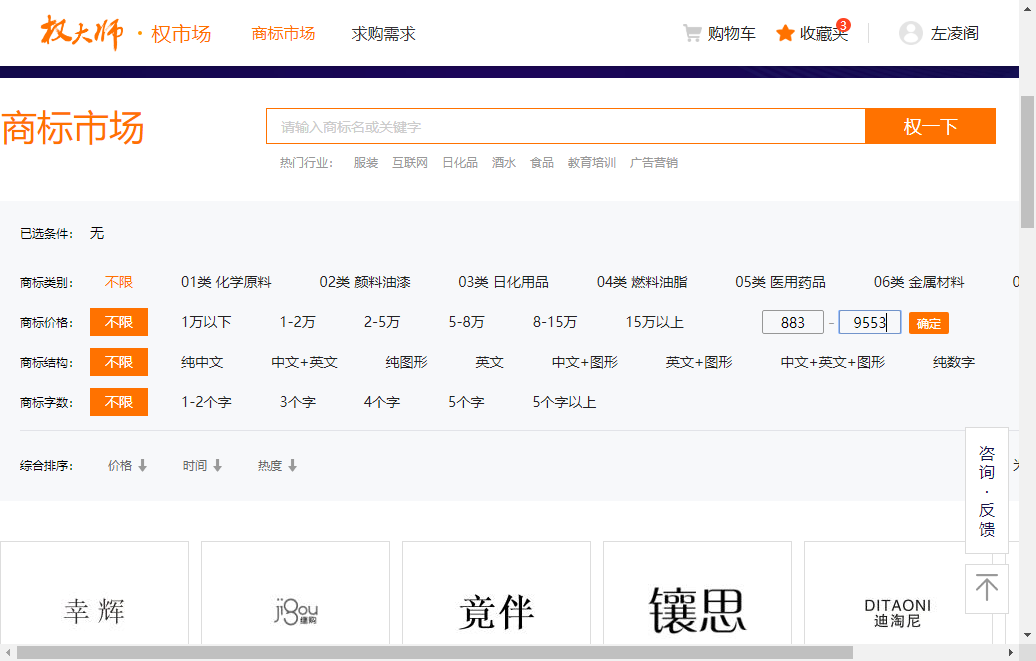 权大师 · 权市场 商标市场 求购需求 购物车 收藏夹 3 左凌阁
商标市场 请输入商标名或关键字 权一下
热门行业： 服装 互联网 日化品 酒水 食品 教育培训 广告营销
已选条件： 无
商标类别： 不限 01类 化学原料 02类 颜料油漆 03类 日化用品 04类 燃料油脂 05类 医用药品 06类 金属材料
商标价格： 不限 1万以下 1-2万 2-5万 5-8万 8-15万 15万以上 883 - 9553 确定
商标结构： 不限 纯中文 中文+英文 纯图形 英文 中文+图形 英文+图形 中文+英文+图形 纯数字
商标字数： 不限 1-2个字 3个字 4个字 5个字 5个字以上
综合排序： 价格 时间 热度
咨询·反馈
幸辉 竟伴 镶思 DITAONI
迪淘尼